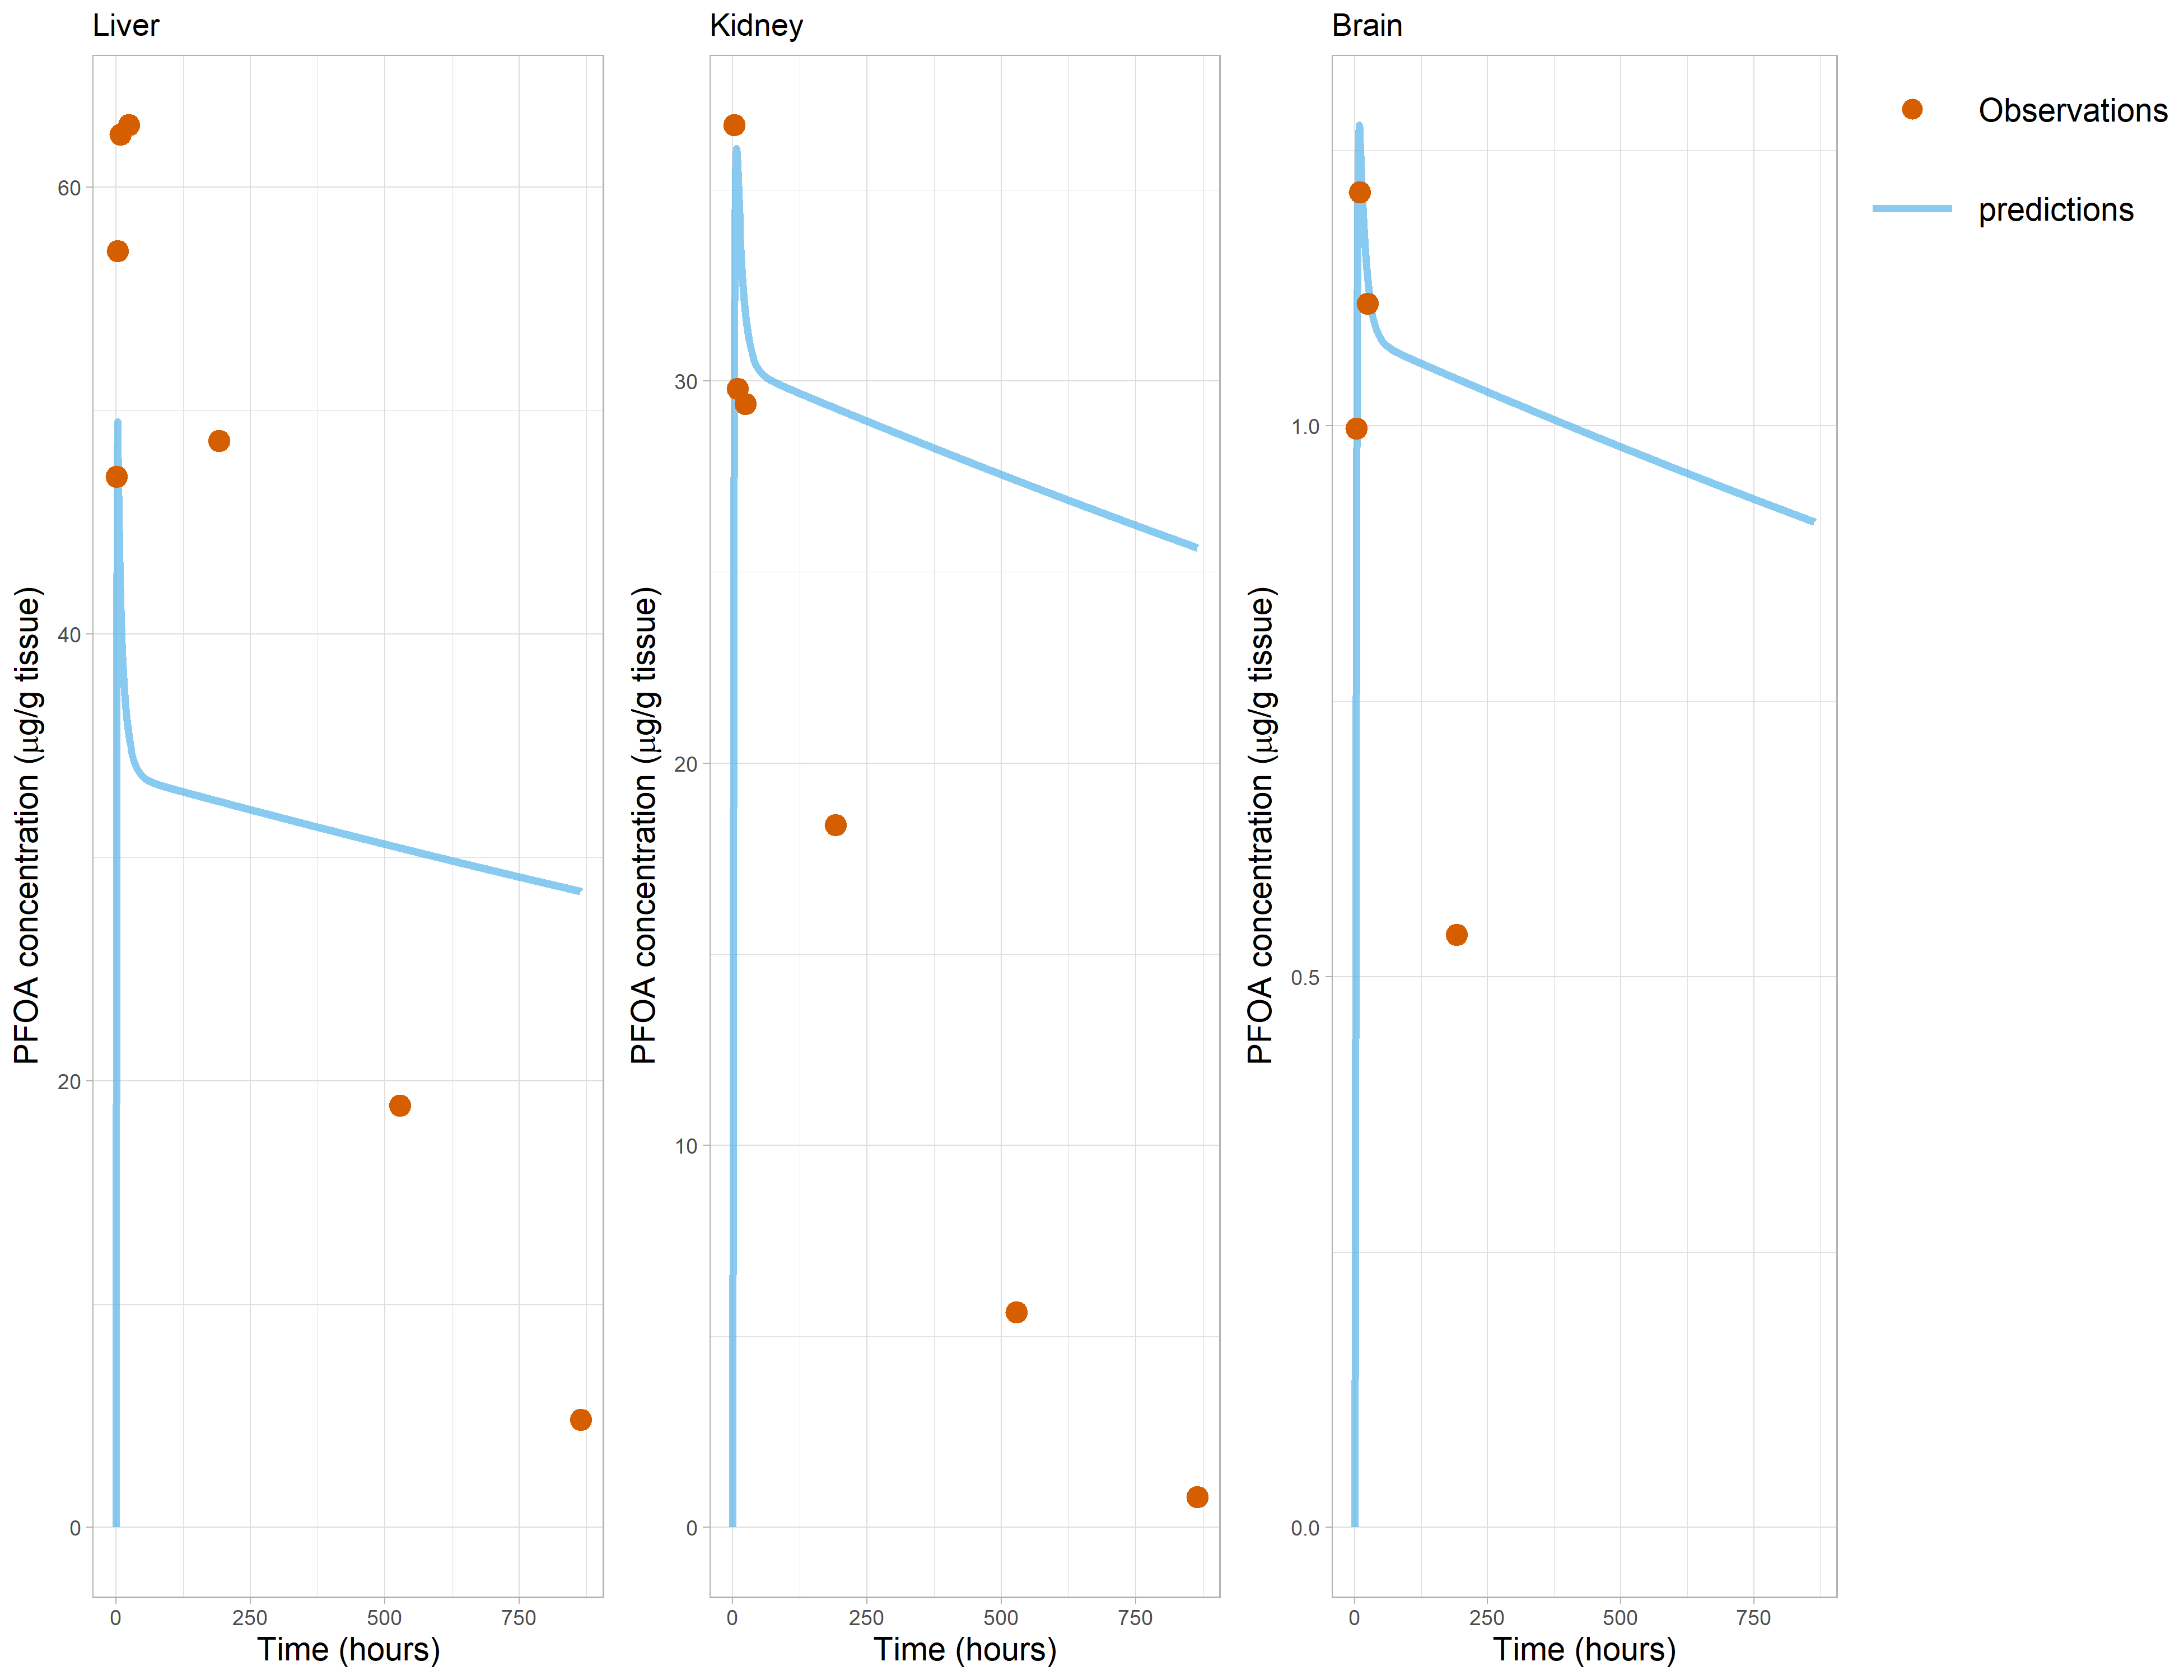 Liver
Kidney
Brain
Observations
predictions
PFOA concentration (μg/g tissue)
60
40
20
0
0 250 500 750
Time (hours)
PFOA concentration (μg/g tissue)
30
20
10
0
0 250 500 750
Time (hours)
PFOA concentration (μg/g tissue)
1.0
0.5
0.0
0 250 500 750
Time (hours)